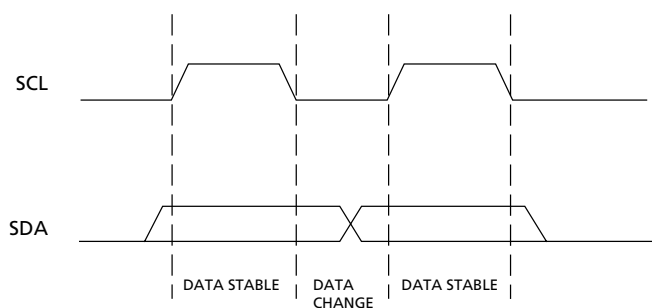 SCL
SDA
DATA STABLE
DATA
CHANGE
DATA STABLE